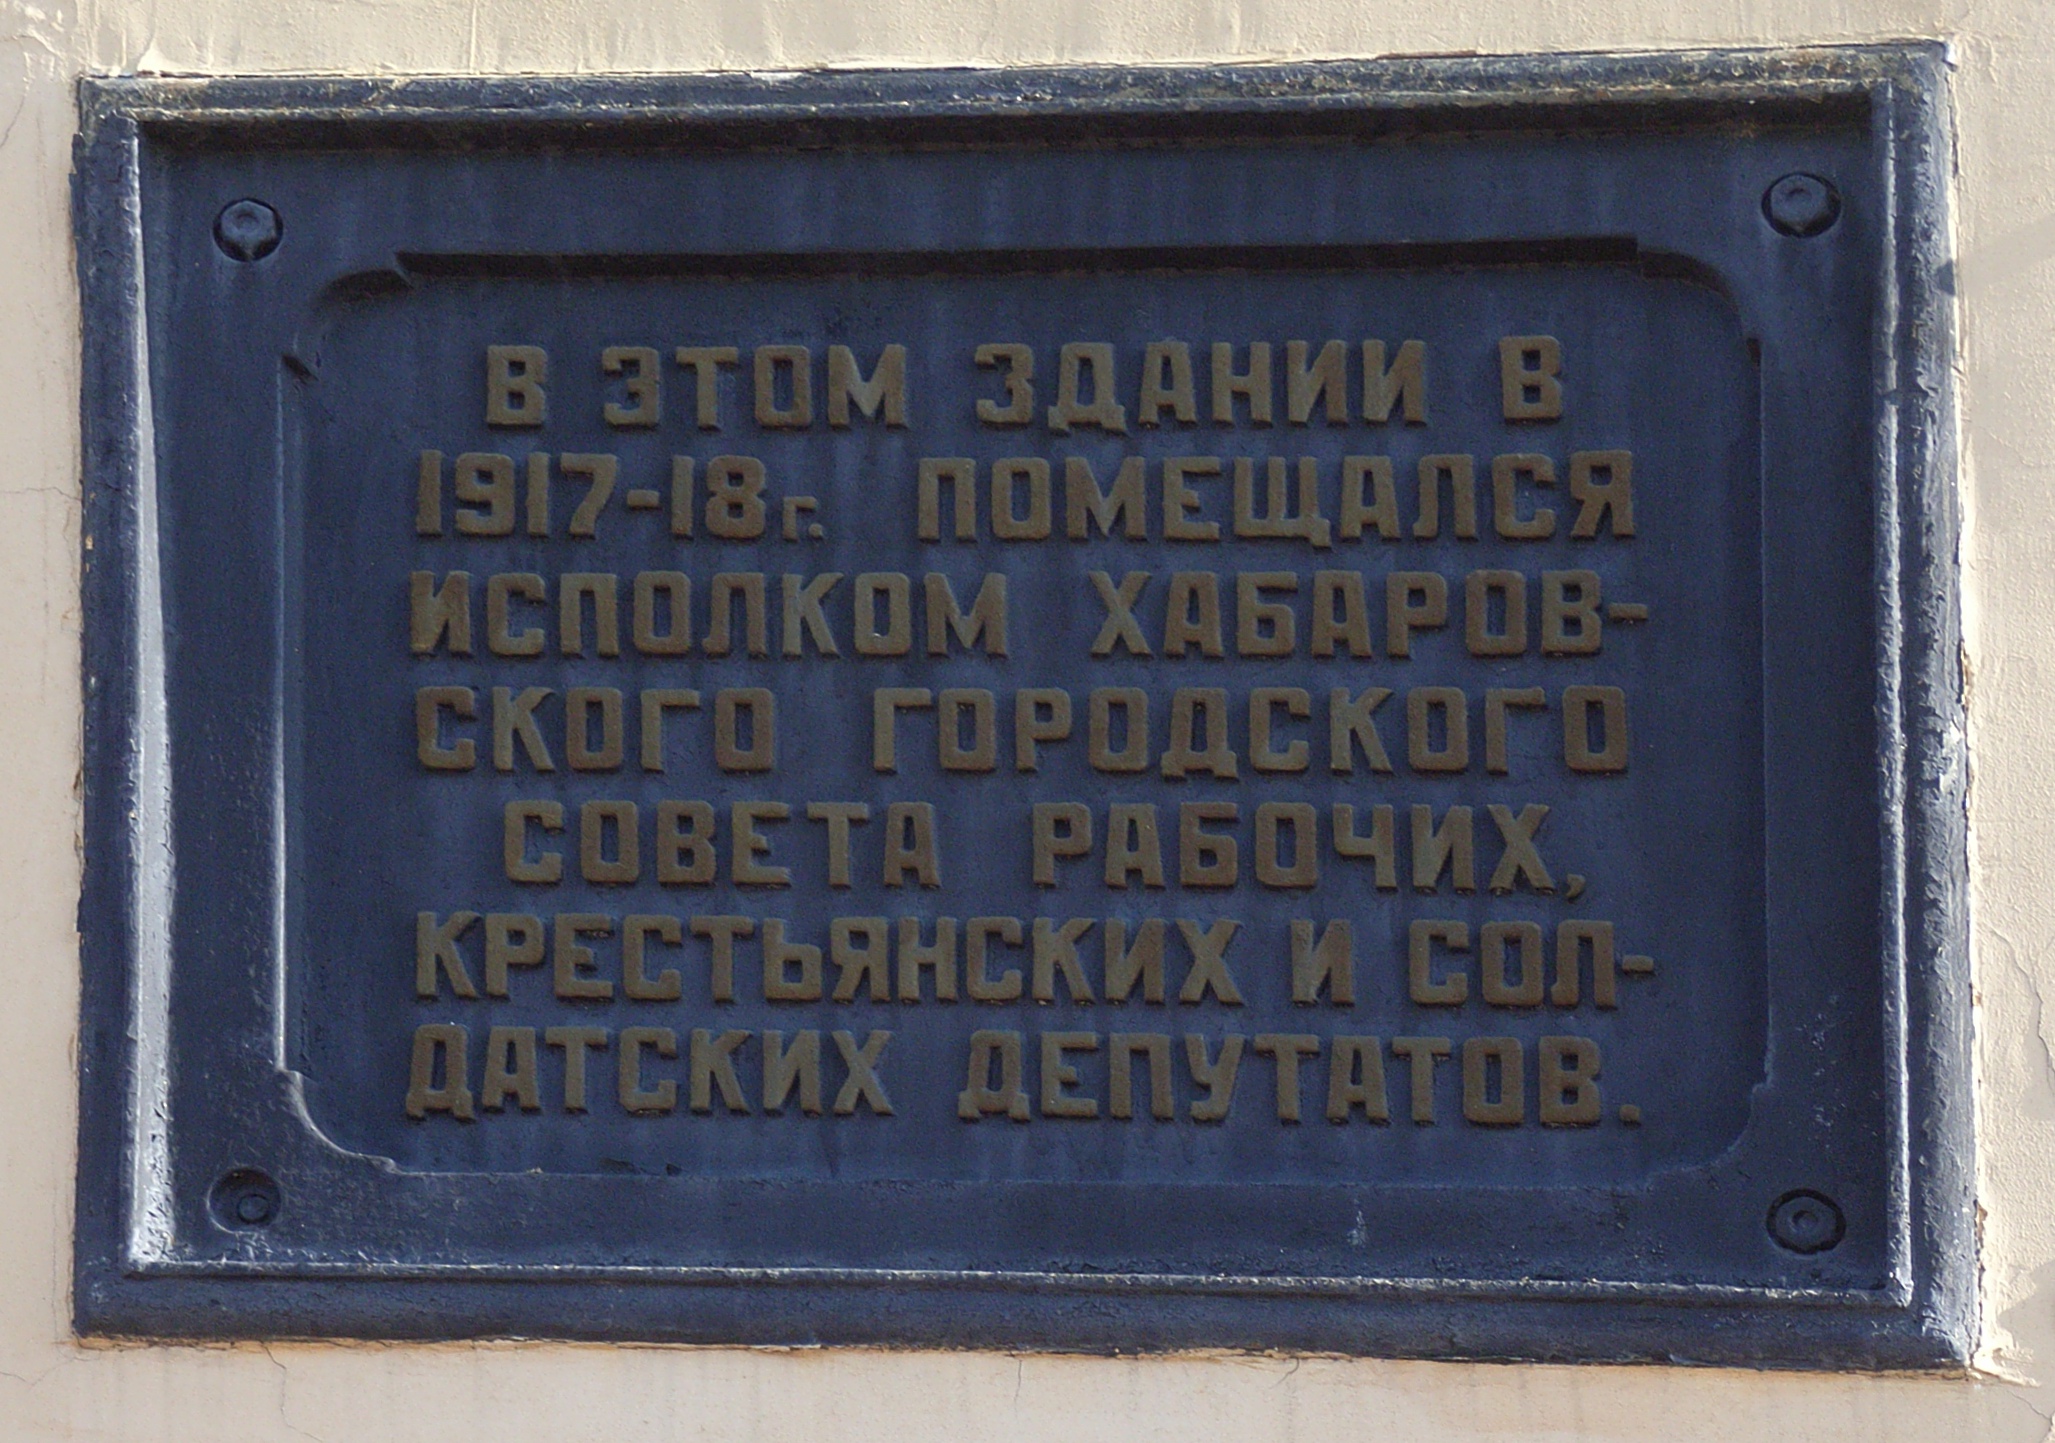 В ЭТОМ ЗДАНИИ В
1917-18г. ПОМЕЩАЛСЯ
ИСПОЛКОМ ХАБАРОВ-
СКОГО ГОРОДСКОГО
СОВЕТА РАБОЧИХ,
КРЕСТЬЯНСКИХ И СОЛ-
ДАТСКИХ ДЕПУТАТОВ.